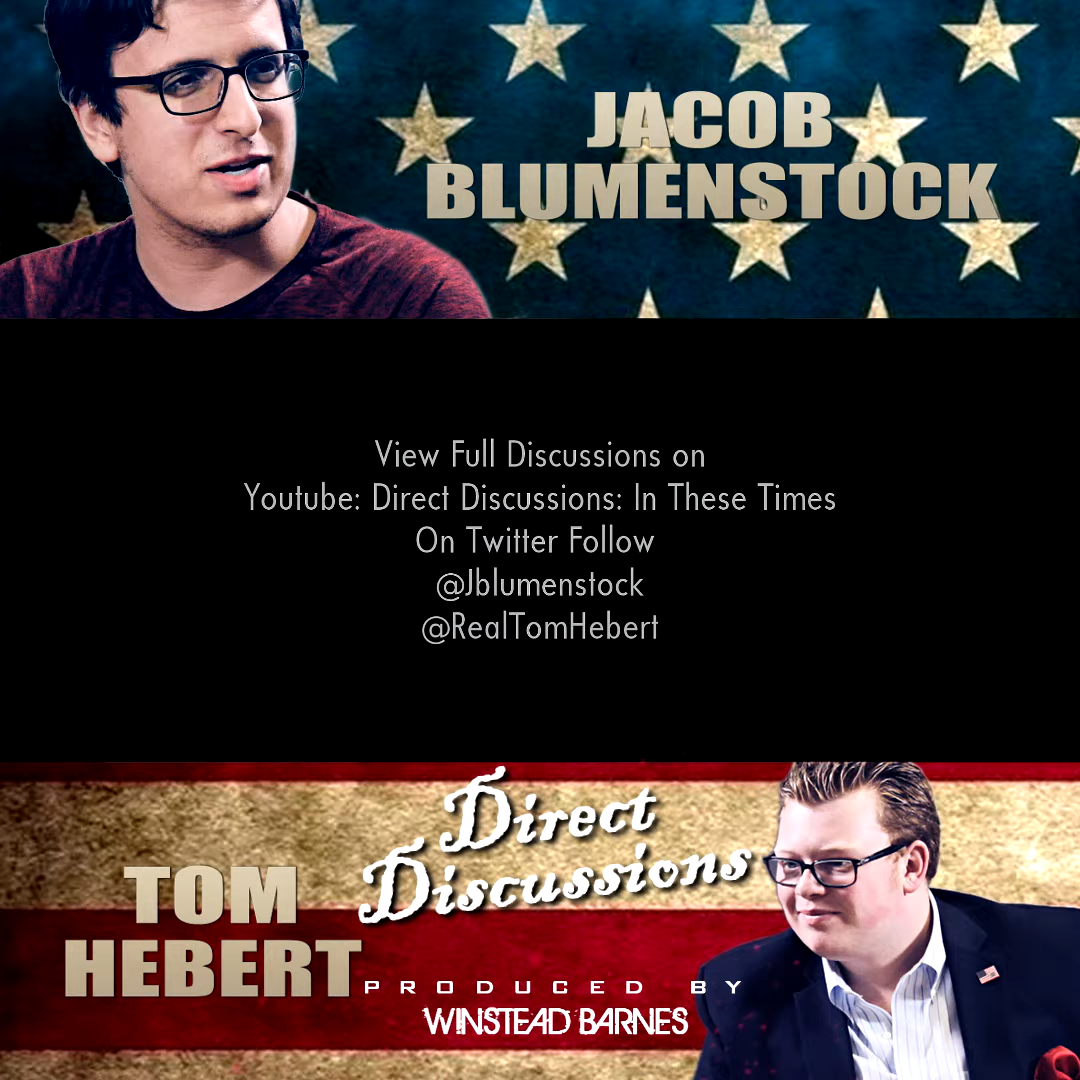 JACOB
BLUMENSTOCK
View Full Discussions on
Youtube: Direct Discussions: In These Times
On Twitter Follow
@Jblumenstock
@RealTomHebert
Direct
Discussions
TOM
HEBERT
PRODUCED BY
WINSTEAD BARNES